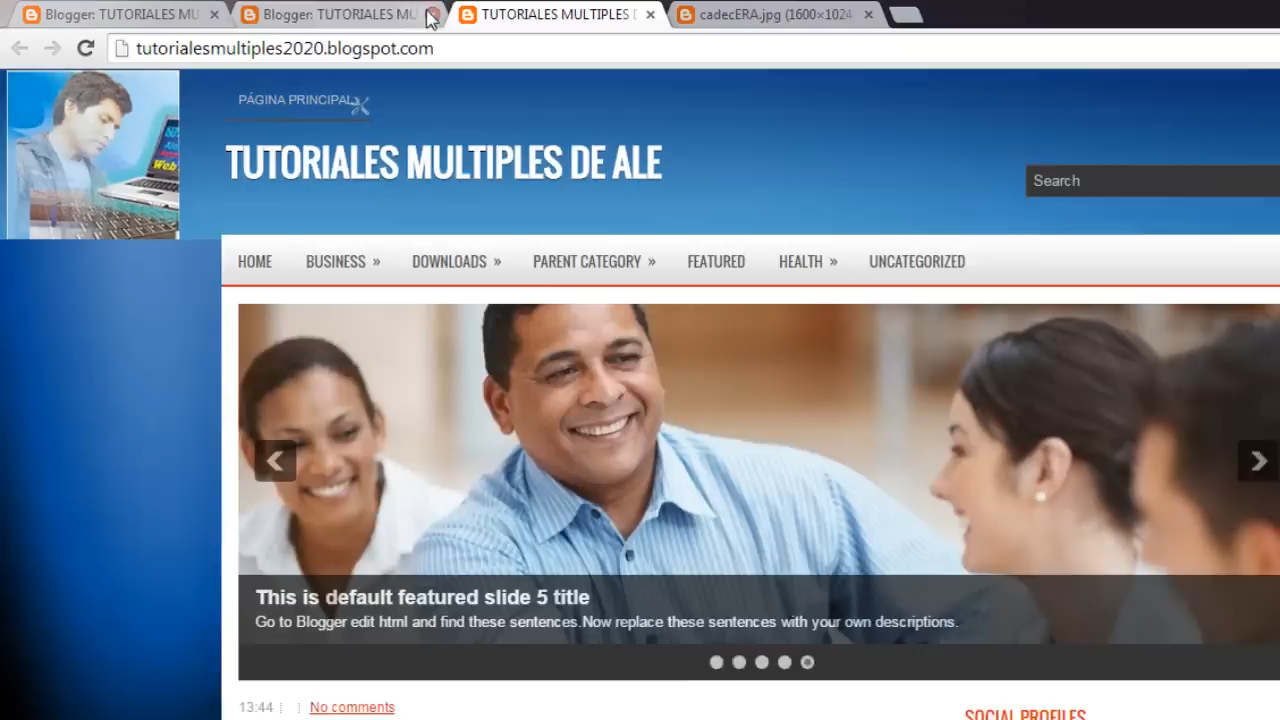 Blogger: TUTORIALES MU
Blogger: TUTORIALES MU
TUTORIALES MULTIPLES D
cadecERA.jpg (1600×1024
tutorialesmultiples2020.blogspot.com
PÁGINA PRINCIPAL
TUTORIALES MULTIPLES DE ALE
Search
HOME BUSINESS » DOWNLOADS » PARENT CATEGORY » FEATURED HEALTH » UNCATEGORIZED
This is default featured slide 5 title
Go to Blogger edit html and find these sentences.Now replace these sentences with your own descriptions.
13:44 No comments
SOCIAL PROFILES